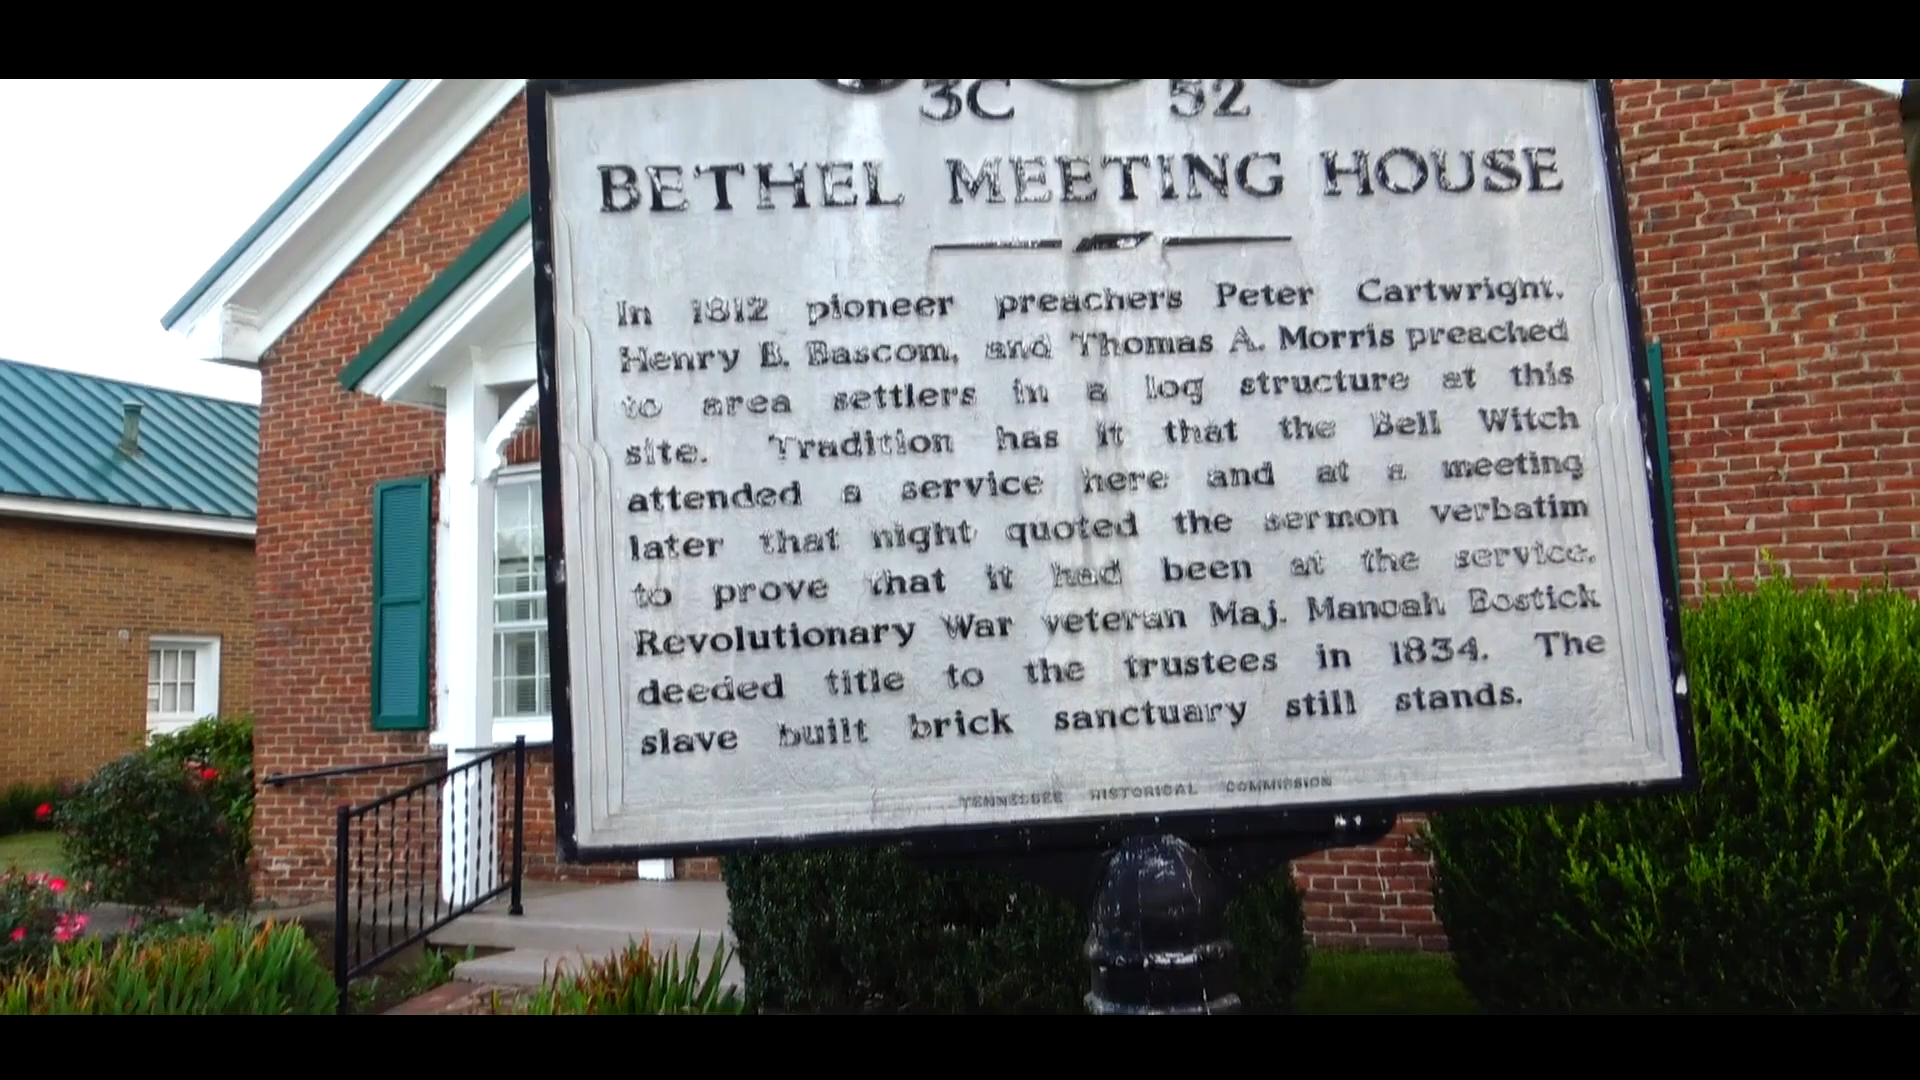 3C 52
BETHEL MEETING HOUSE
In 1812 pioneer preachers Peter Cartwright,
Henry B. Bascom, and Thomas A. Morris preached
to area settlers in a log structure at this
site. Tradition has it that the Bell Witch
attended a service here and at a meeting
later that night quoted the sermon verbatim
to prove that it had been at the service.
Revolutionary War veteran Maj. Manoah Bostick
deeded title to the trustees in 1834. The
slave built brick sanctuary still stands.
TENNESSEE HISTORICAL COMMISSION